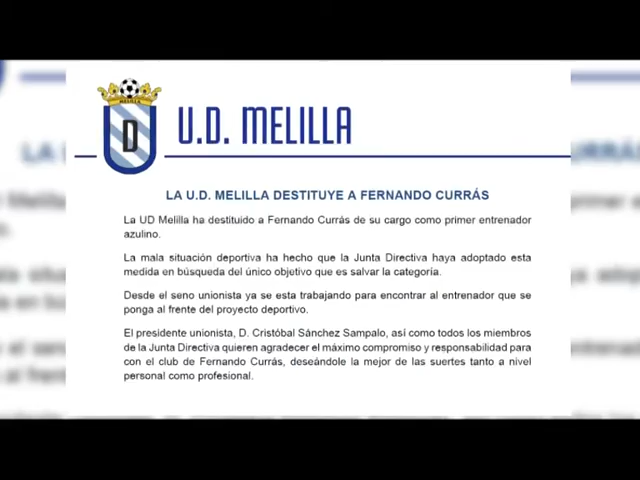 MELILLA
D
U.D. MELILLA
LA U.D. MELILLA DESTITUYE A FERNANDO CURRÁS
La UD Melilla ha destituido a Fernando Currás de su cargo como primer entrenador
azulino.
La mala situación deportiva ha hecho que la Junta Directiva haya adoptado esta
medida en búsqueda del único objetivo que es salvar la categoría.
Desde el seno unionista ya se esta trabajando para encontrar al entrenador que se
ponga al frente del proyecto deportivo.
El presidente unionista, D. Cristóbal Sánchez Sampalo, así como todos los miembros
de la Junta Directiva quieren agradecer el máximo compromiso y responsabilidad para
con el club de Fernando Currás, deseándole la mejor de las suertes tanto a nivel
personal como profesional.